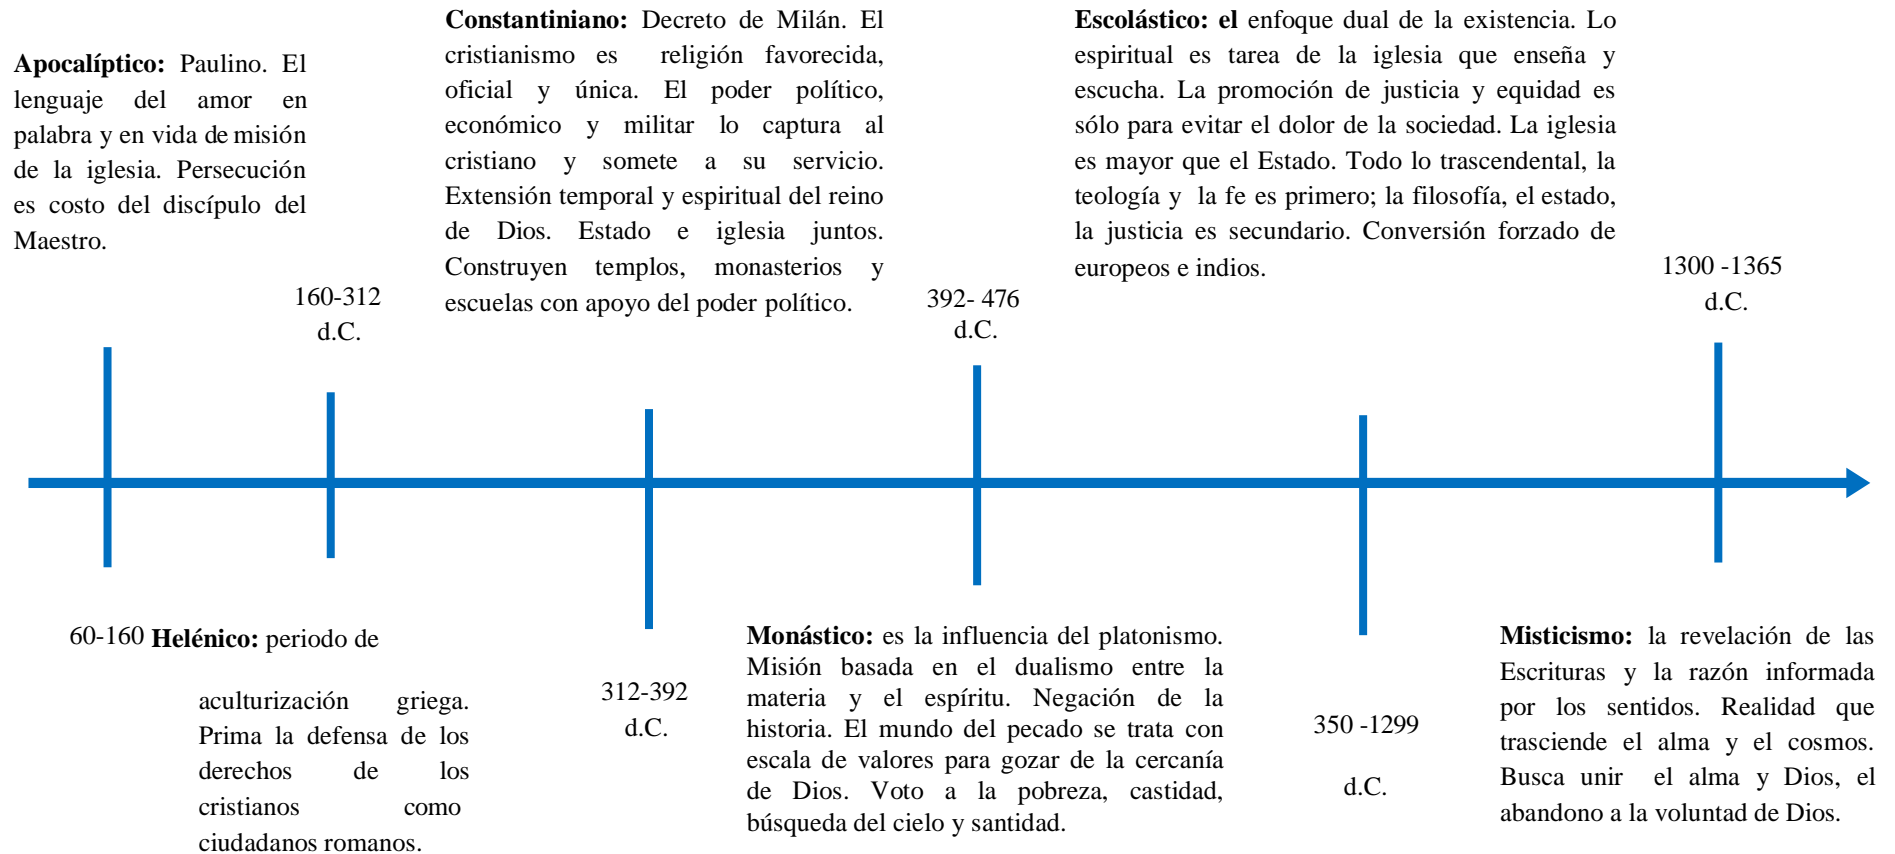 Apocalíptico: Paulino. El
lenguaje del amor en
palabra y en vida de misión
de la iglesia. Persecución
es costo del discípulo del
Maestro.
Constantiniano: Decreto de Milán. El
cristianismo es religión favorecida,
oficial y única. El poder político,
económico y militar lo captura al
cristiano y somete a su servicio.
Extensión temporal y espiritual del reino
de Dios. Estado e iglesia juntos.
Construyen templos, monasterios y
escuelas con apoyo del poder político.
Escolástico: el enfoque dual de la existencia. Lo
espiritual es tarea de la iglesia que enseña y
escucha. La promoción de justicia y equidad es
sólo para evitar el dolor de la sociedad. La iglesia
es mayor que el Estado. Todo lo trascendental, la
teología y la fe es primero; la filosofía, el estado,
la justicia es secundario. Conversión forzado de
europeos e indios.
160-312
d.C.
392- 476
d.C.
1300 -1365
d.C.
60-160 Helénico: periodo de
aculturización griega.
Prima la defensa de los
derechos de los
cristianos como
ciudadanos romanos.
312-392
d.C.
Monástico: es la influencia del platonismo.
Misión basada en el dualismo entre la
materia y el espíritu. Negación de la
historia. El mundo del pecado se trata con
escala de valores para gozar de la cercanía
de Dios. Voto a la pobreza, castidad,
búsqueda del cielo y santidad.
350 -1299
d.C.
Misticismo: la revelación de las
Escrituras y la razón informada
por los sentidos. Realidad que
trasciende el alma y el cosmos.
Busca unir el alma y Dios, el
abandono a la voluntad de Dios.